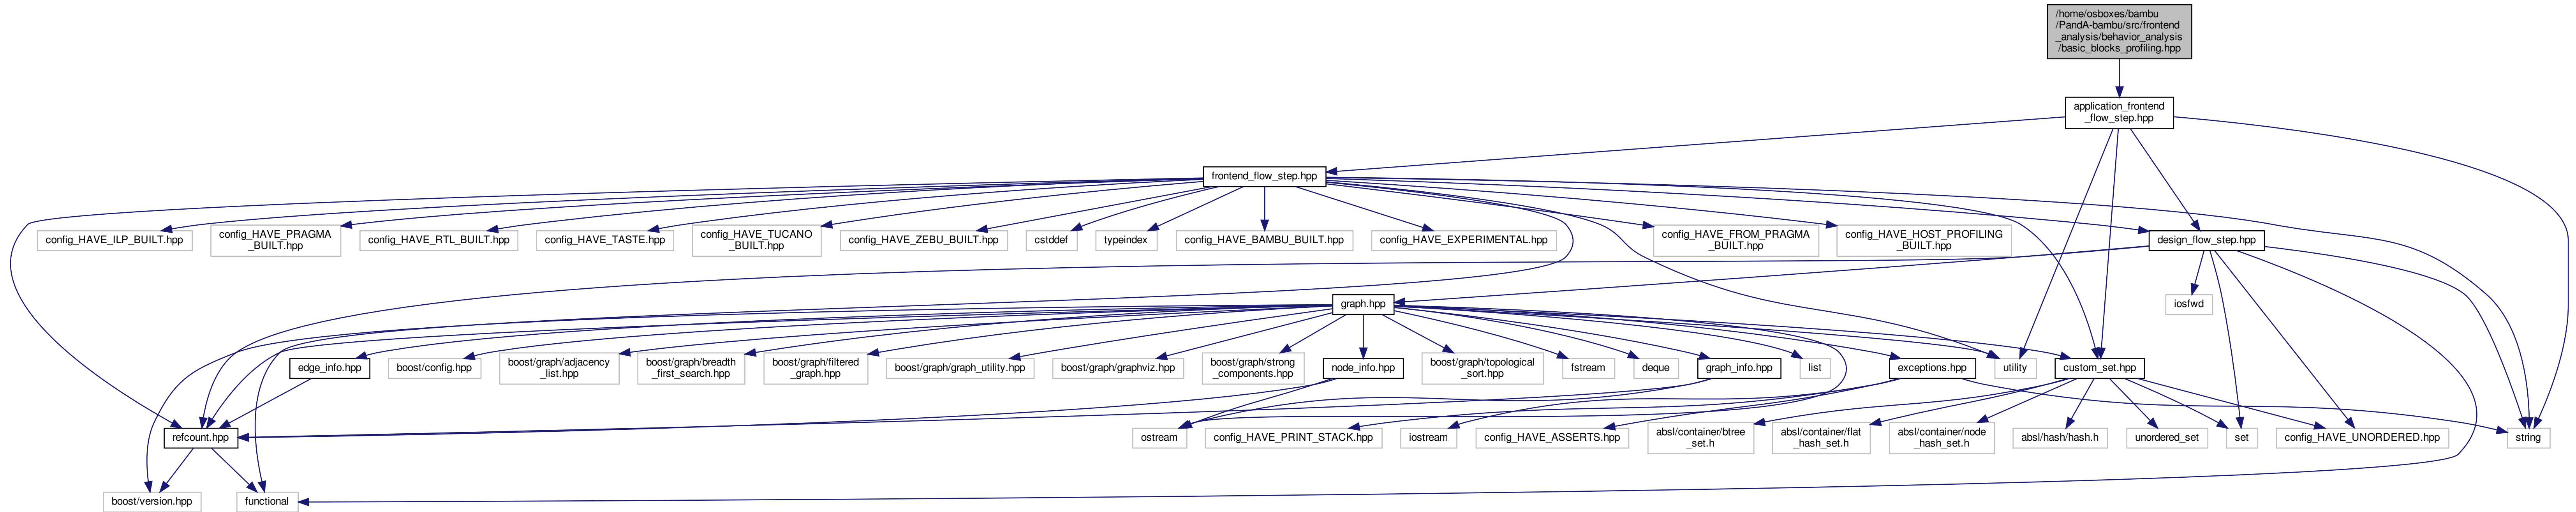 /home/osboxes/bambu
/PandA-bambu/src/frontend
_analysis/behavior_analysis
/basic_blocks_profiling.hpp
application_frontend
_flow_step.hpp
frontend_flow_step.hpp
config_HAVE_ILP_BUILT.hpp
config_HAVE_PRAGMA
_BUILT.hpp
config_HAVE_RTL_BUILT.hpp
config_HAVE_TASTE.hpp
config_HAVE_TUCANO
_BUILT.hpp
config_HAVE_ZEBU_BUILT.hpp
cstddef
typeindex
config_HAVE_BAMBU_BUILT.hpp
config_HAVE_EXPERIMENTAL.hpp
config_HAVE_FROM_PRAGMA
_BUILT.hpp
config_HAVE_HOST_PROFILING
_BUILT.hpp
design_flow_step.hpp
graph.hpp
iosfwd
edge_info.hpp
boost/config.hpp
boost/graph/adjacency
_list.hpp
boost/graph/breadth
_first_search.hpp
boost/graph/filtered
_graph.hpp
boost/graph/graph_utility.hpp
boost/graph/graphviz.hpp
boost/graph/strong
_components.hpp
node_info.hpp
boost/graph/topological
_sort.hpp
fstream
deque
graph_info.hpp
list
exceptions.hpp
utility
custom_set.hpp
refcount.hpp
ostream
config_HAVE_PRINT_STACK.hpp
iostream
config_HAVE_ASSERTS.hpp
absl/container/btree
_set.h
absl/container/flat
_hash_set.h
absl/container/node
_hash_set.h
absl/hash/hash.h
unordered_set
set
config_HAVE_UNORDERED.hpp
string
boost/version.hpp
functional